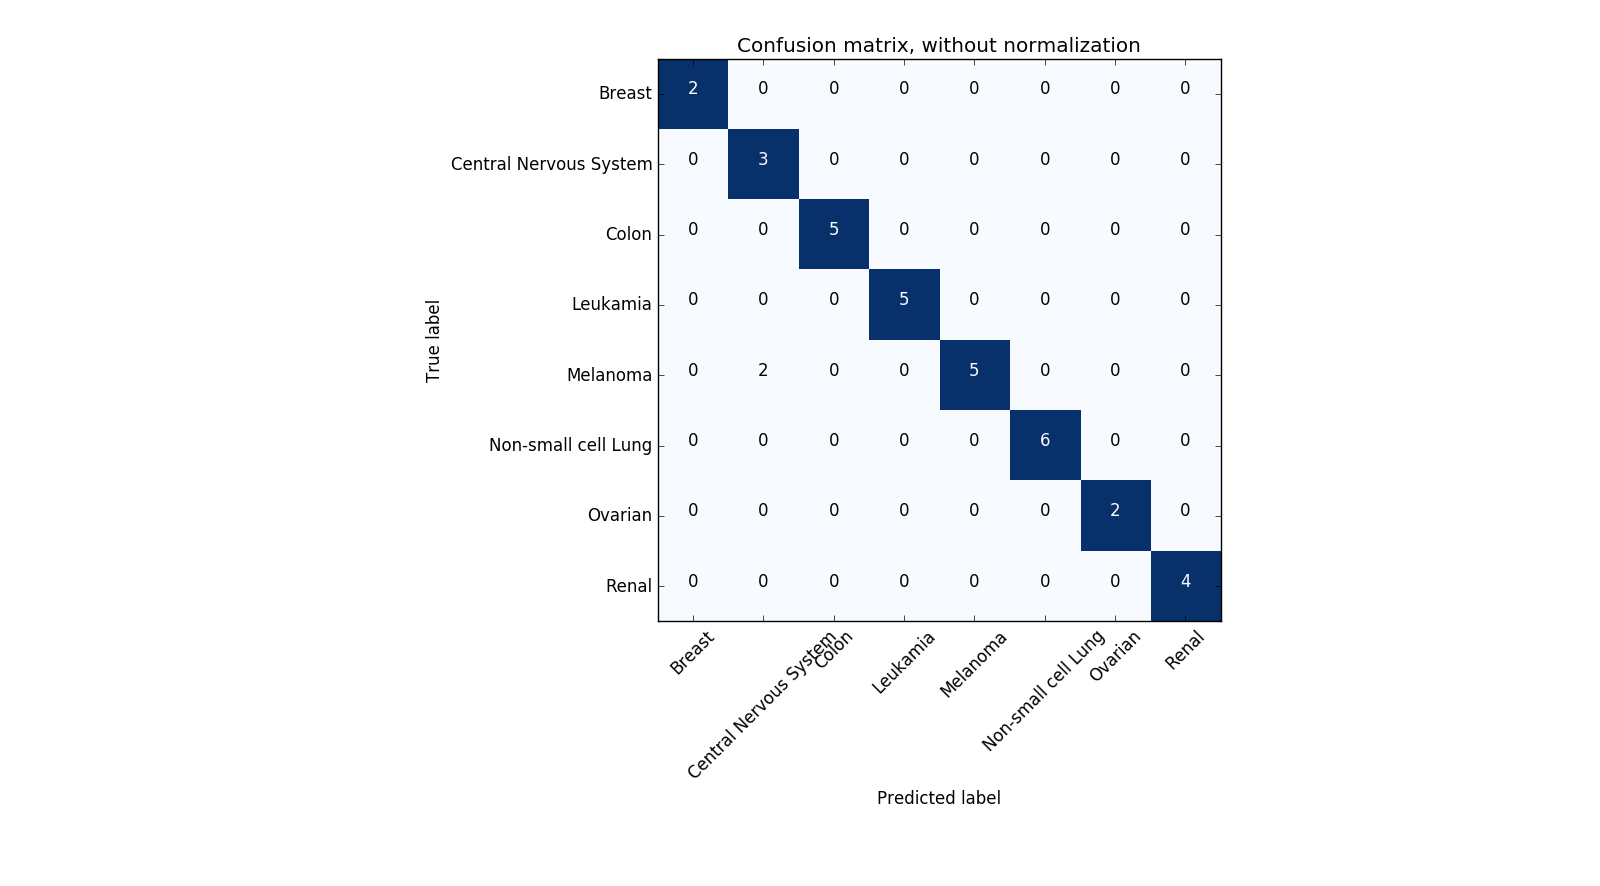 Confusion matrix, without normalization
Breast 2 0 0 0 0 0 0 0
Central Nervous System 0 3 0 0 0 0 0 0
Colon 0 0 5 0 0 0 0 0
Leukamia 0 0 0 5 0 0 0 0
Melanoma 0 2 0 0 5 0 0 0
Non-small cell Lung 0 0 0 0 0 6 0 0
Ovarian 0 0 0 0 0 0 2 0
Renal 0 0 0 0 0 0 0 4
True label
Breast
Central Nervous System
Colon
Leukamia
Melanoma
Non-small cell Lung
Ovarian
Renal
Predicted label